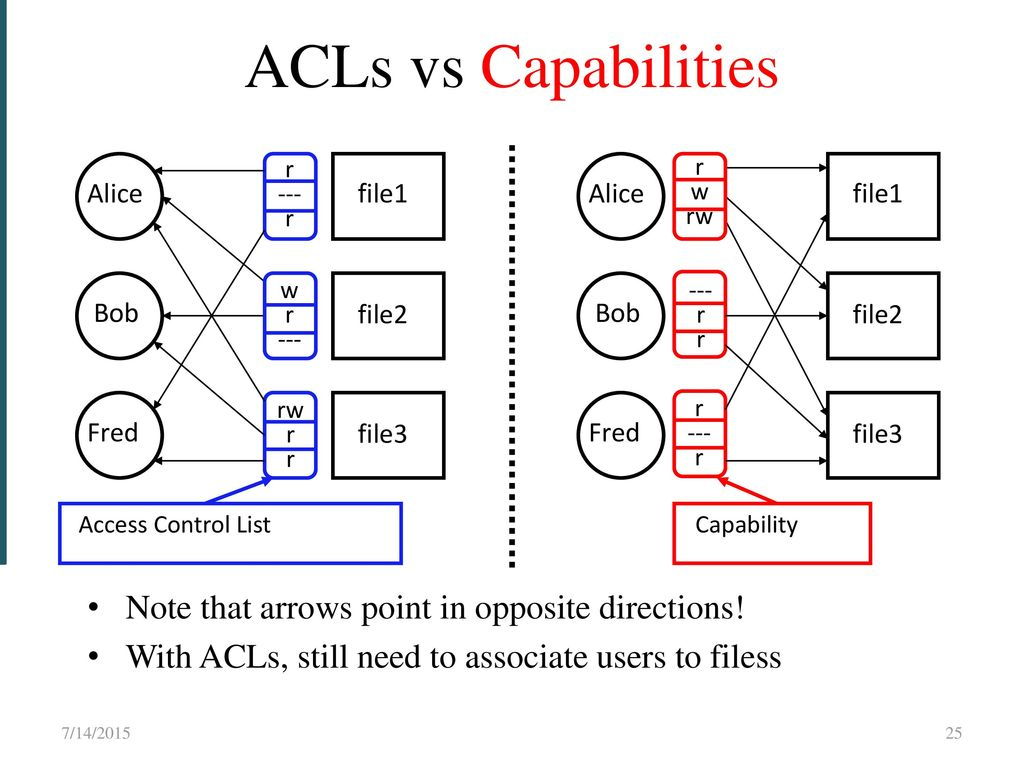 ACLs vs Capabilities
Alice
r
---
r
file1
Bob
w
r
---
file2
Fred
rw
r
r
file3
Access Control List
Alice
r
w
rw
file1
Bob
---
r
r
file2
Fred
r
---
r
file3
Capability
• Note that arrows point in opposite directions!
• With ACLs, still need to associate users to filess
7/14/2015
25